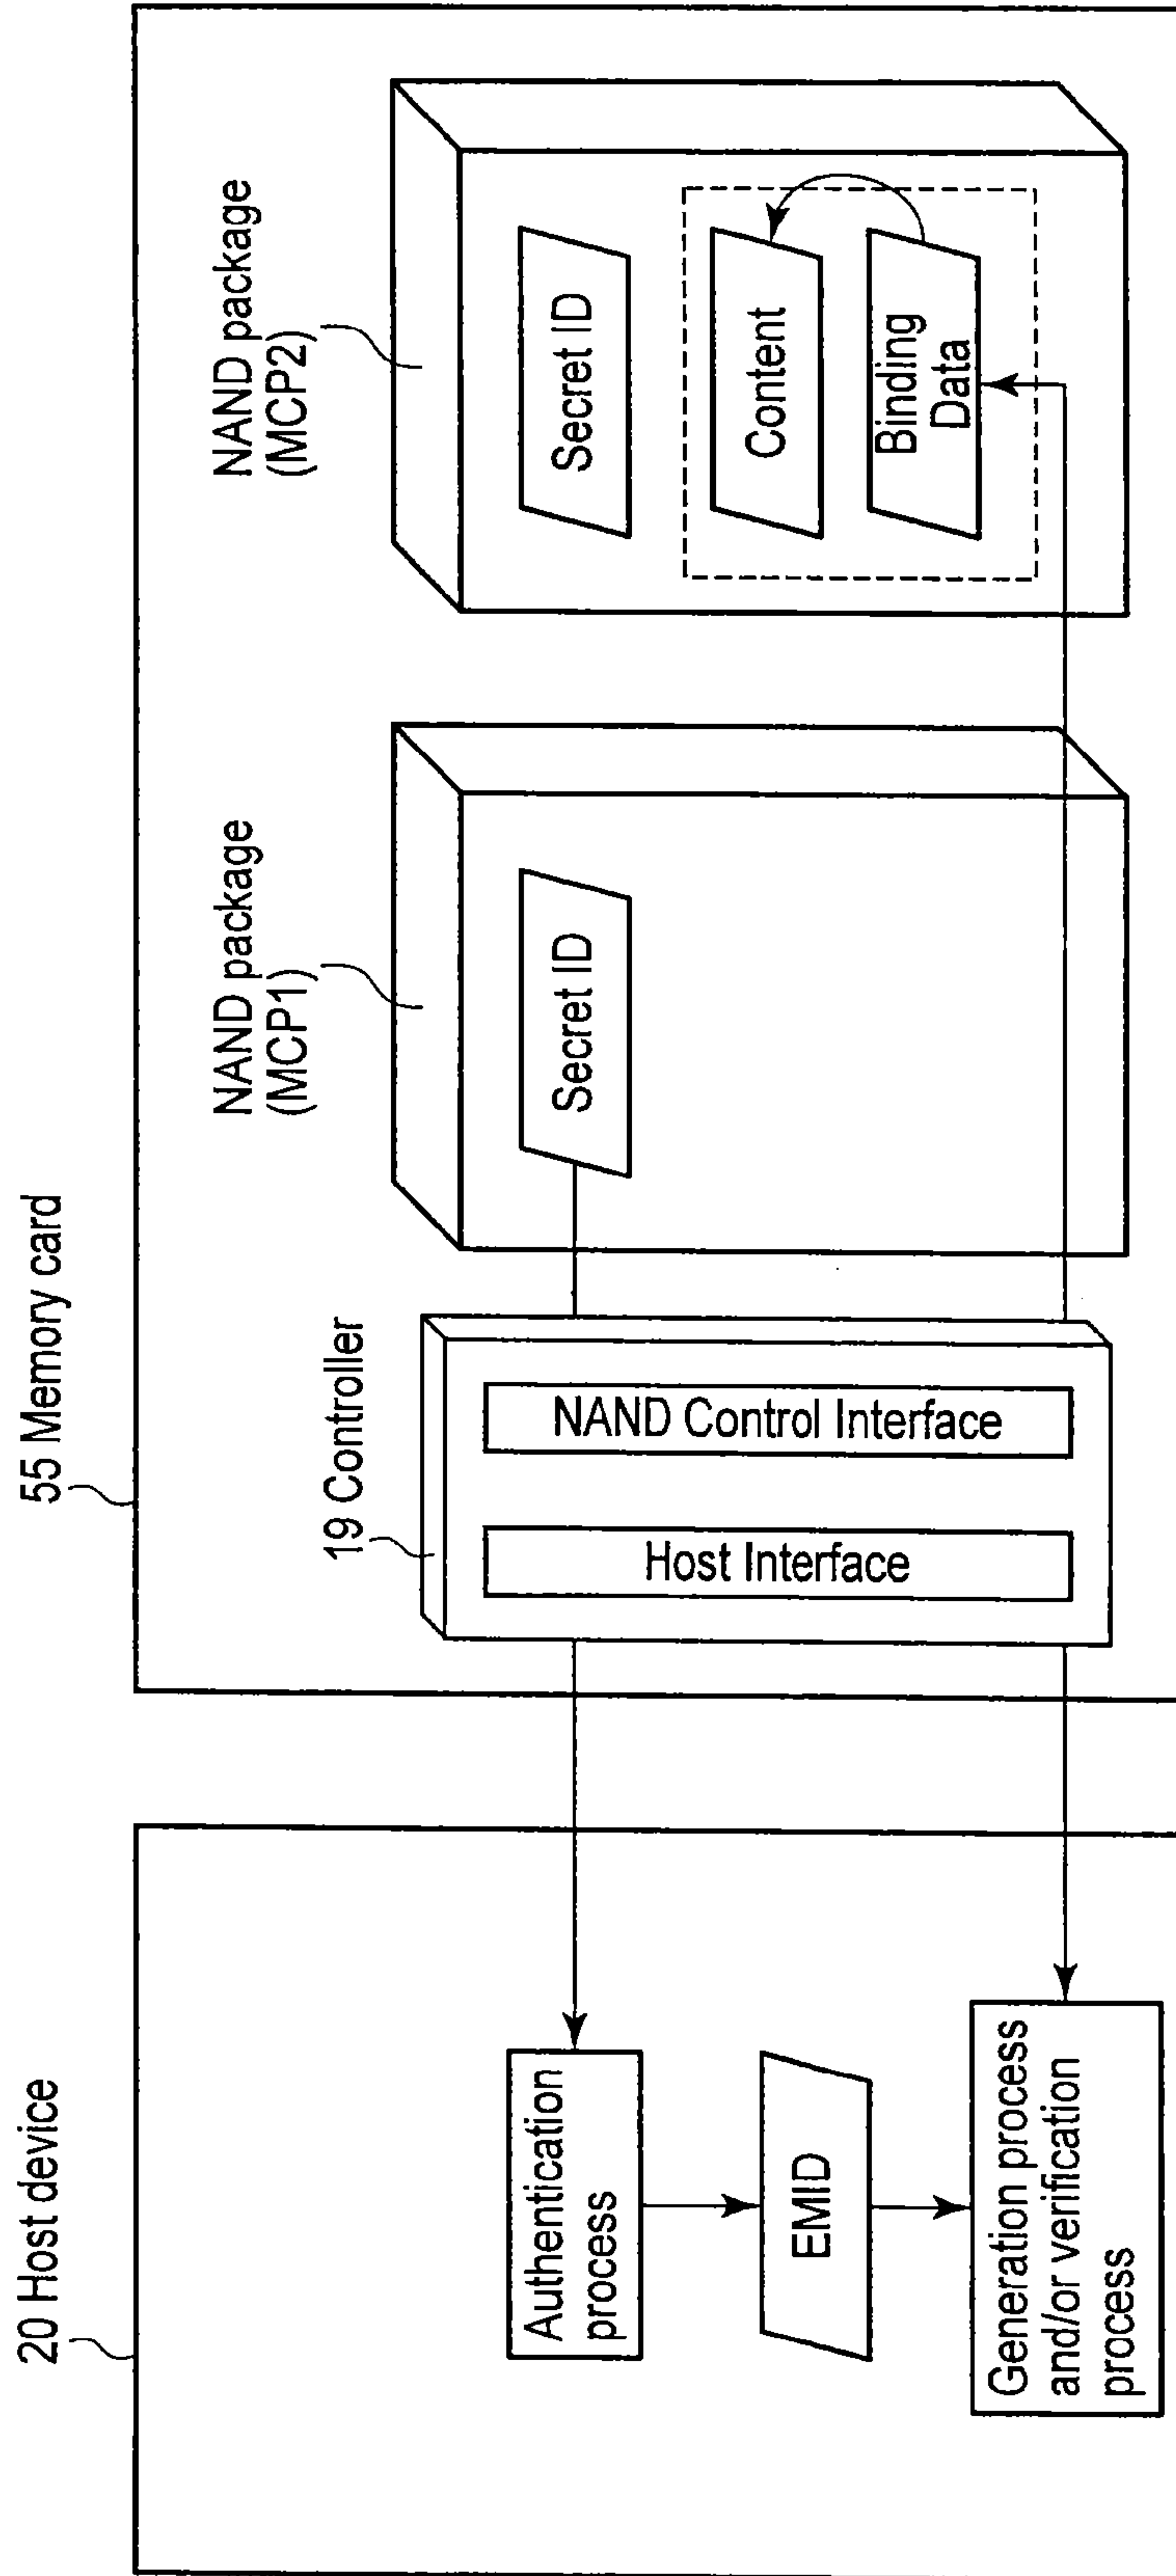 20 Host device
Authentication
process
EMID
Generation process
and/or verification
process
55 Memory card
19 Controller
Host Interface
NAND Control Interface
NAND package
(MCP1)
Secret ID
NAND package
(MCP2)
Secret ID
Content
Binding
Data